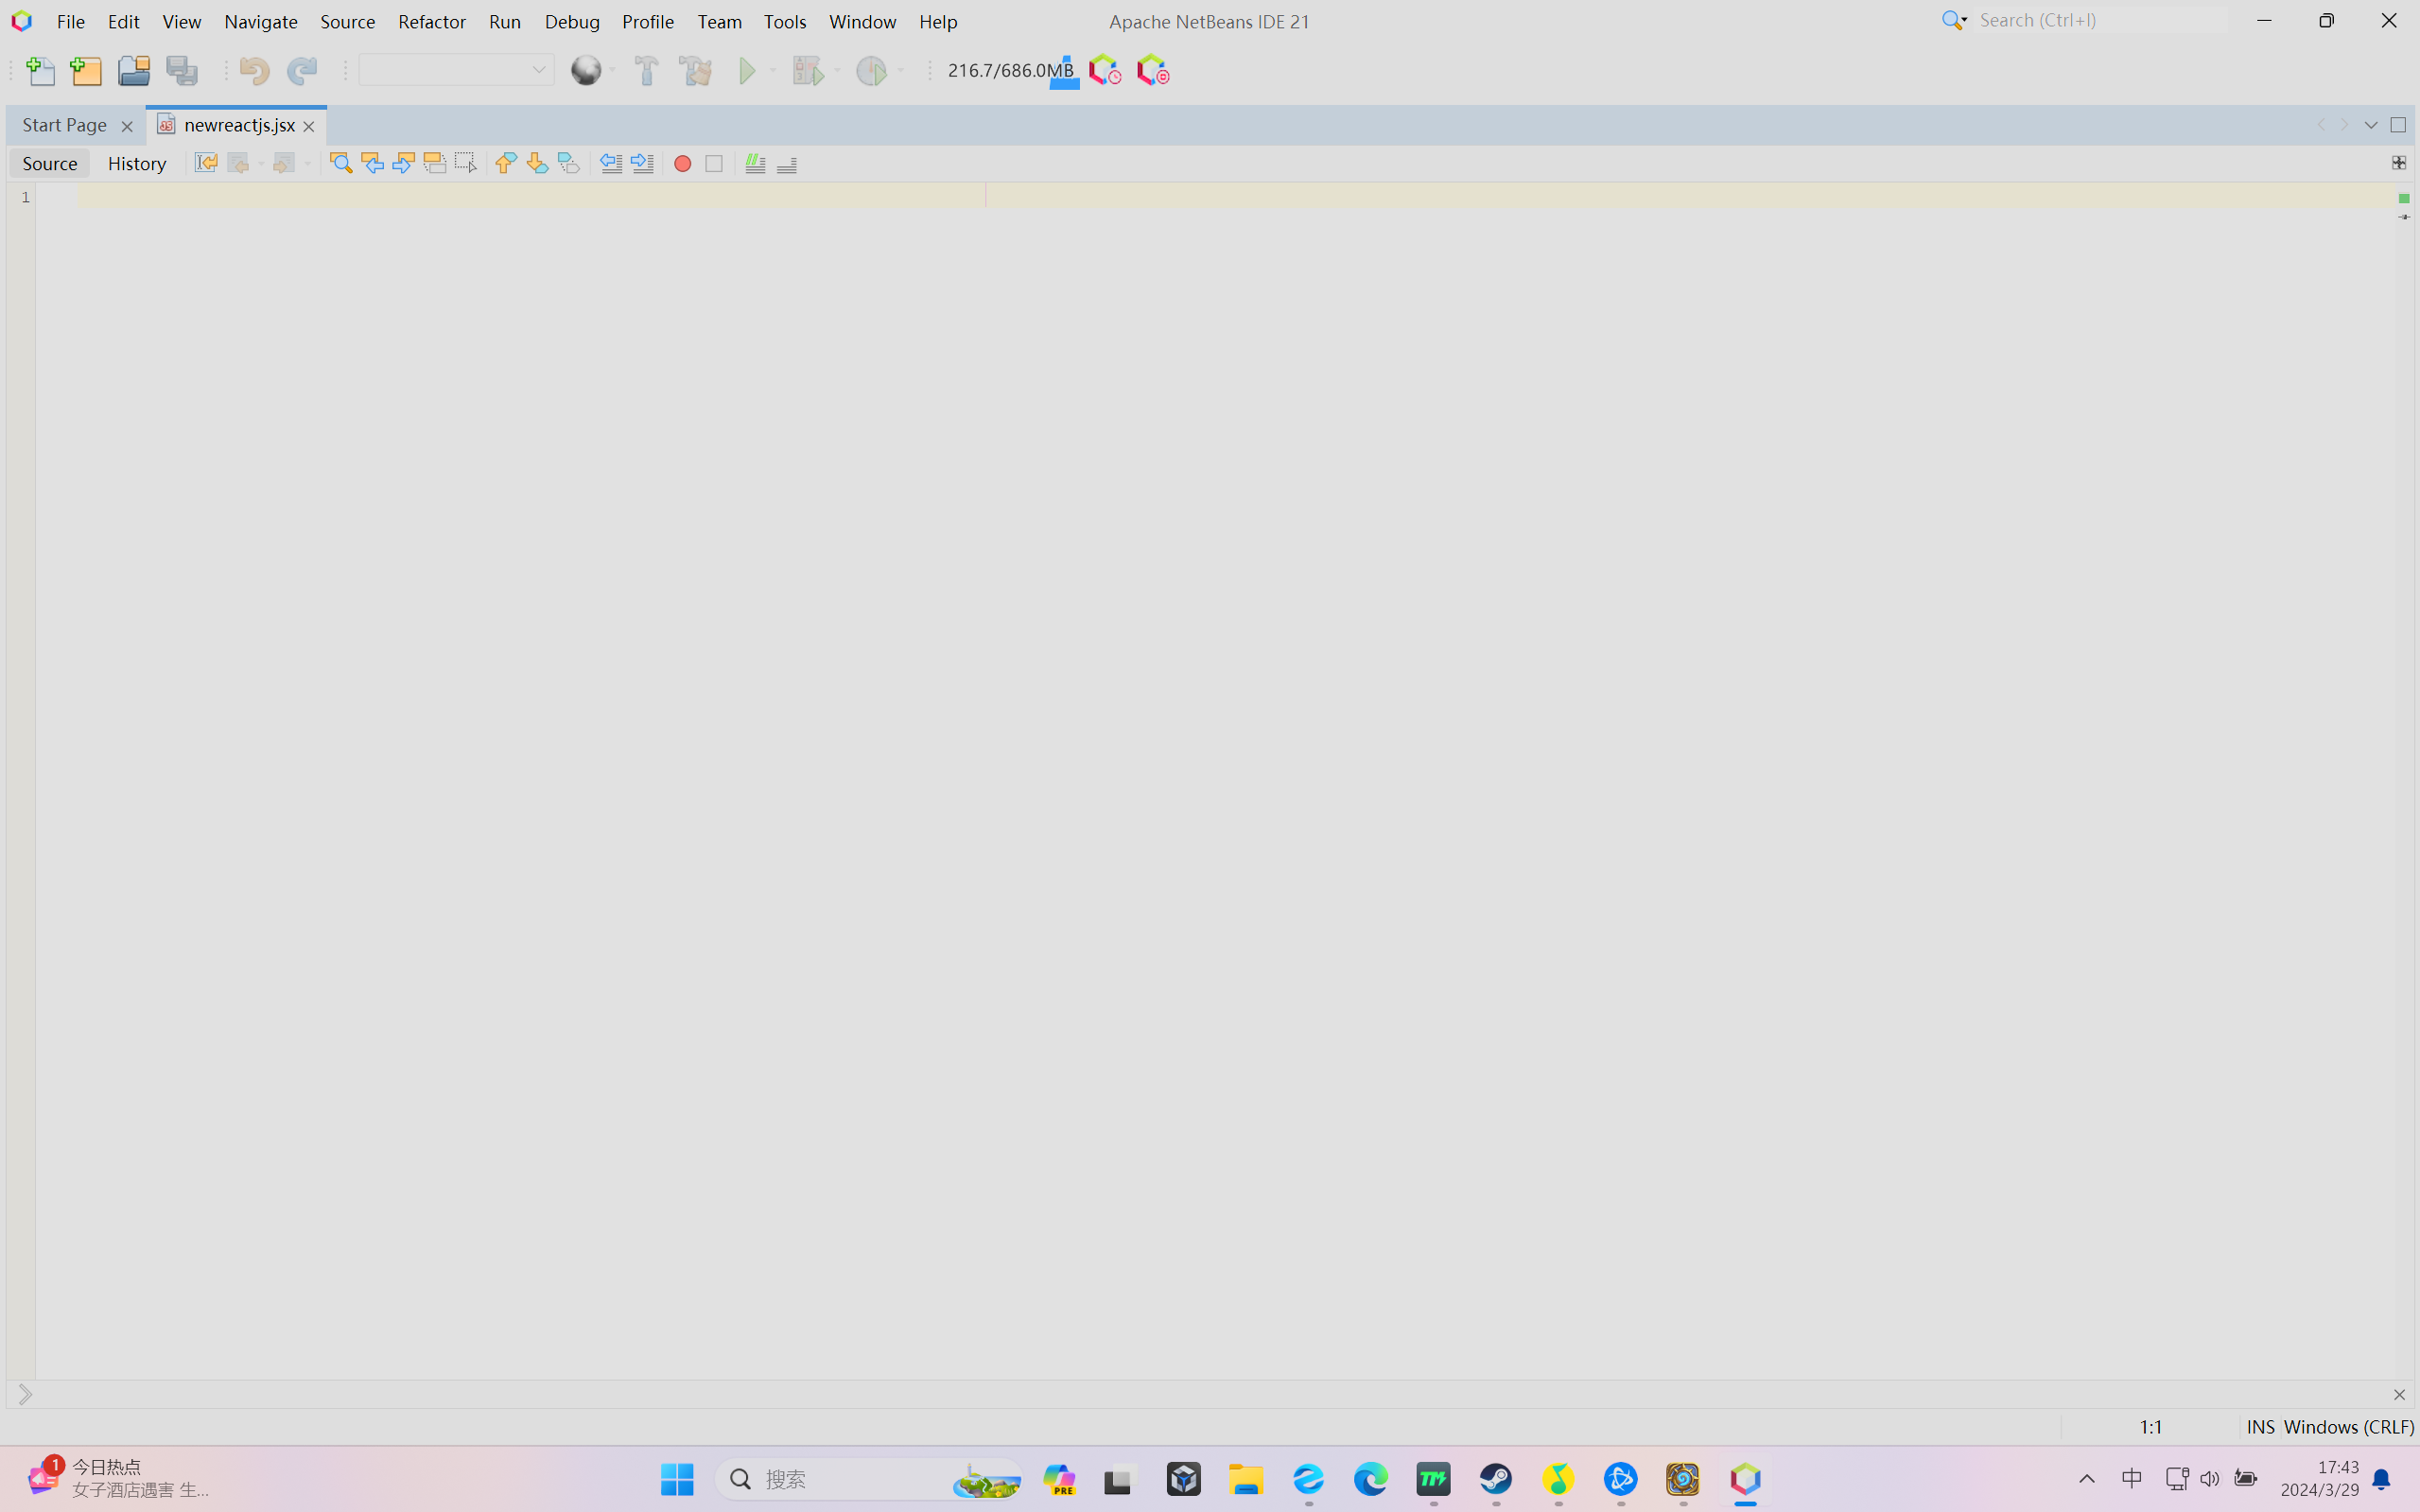 File Edit View Navigate Source Refactor Run Debug Profile Team Tools Window Help Apache NetBeans IDE 21 Search (Ctrl+I)
216.7/686.0MB
Start Page newreactjs.jsx
Source History
1
1:1 INS Windows (CRLF)
1 今日热点
女子酒店遇害 生...
搜索
PRE
中
17:43
2024/3/29